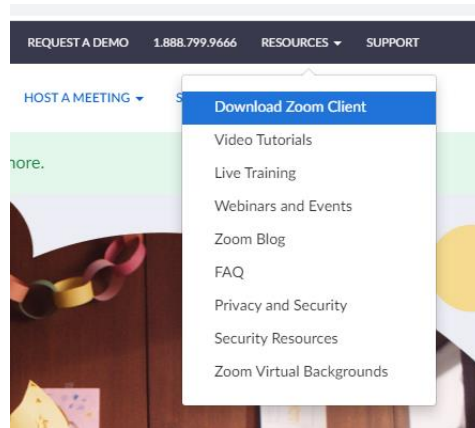 REQUEST A DEMO 1.888.799.9666 RESOURCES SUPPORT
HOST A MEETING S
Download Zoom Client
Video Tutorials
Live Training
more.
Webinars and Events
Zoom Blog
FAQ
Privacy and Security
Security Resources
Zoom Virtual Backgrounds